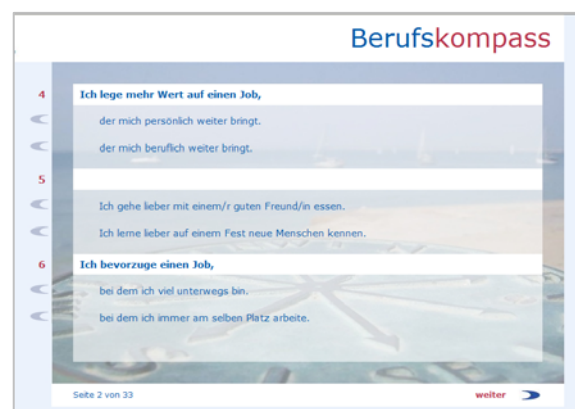 Berufskompass
4 Ich lege mehr Wert auf einen Job,
der mich persönlich weiter bringt.
der mich beruflich weiter bringt.
5
Ich gehe lieber mit einem/r guten Freund/in essen.
Ich lerne lieber auf einem Fest neue Menschen kennen.
6 Ich bevorzuge einen Job,
bei dem ich viel unterwegs bin.
bei dem ich immer am selben Platz arbeite.
Seite 2 von 33 weiter